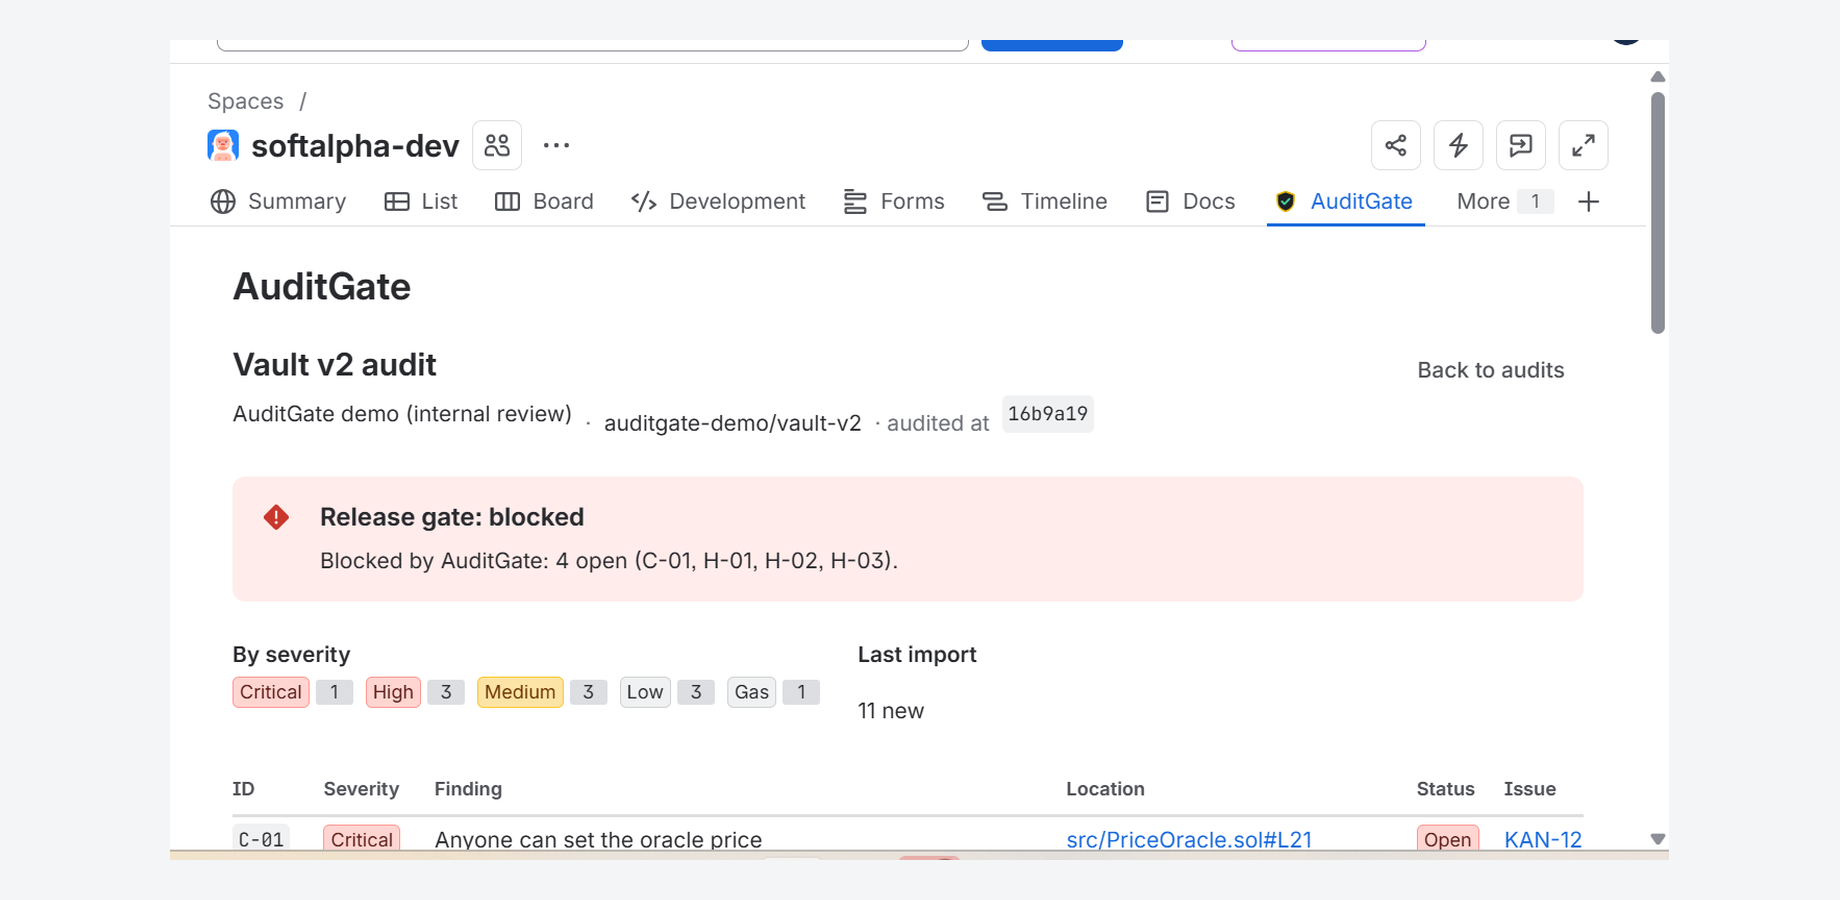 Spaces /
softalpha-dev
Summary List Board Development Forms Timeline Docs AuditGate More 1
AuditGate
Vault v2 audit
Back to audits
AuditGate demo (internal review) · auditgate-demo/vault-v2 · audited at 16b9a19
Release gate: blocked
Blocked by AuditGate: 4 open (C-01, H-01, H-02, H-03).
By severity Last import
Critical 1 High 3 Medium 3 Low 3 Gas 1
11 new
ID Severity Finding Location Status Issue
C-01 Critical Anyone can set the oracle price src/PriceOracle.sol#L21 Open KAN-12